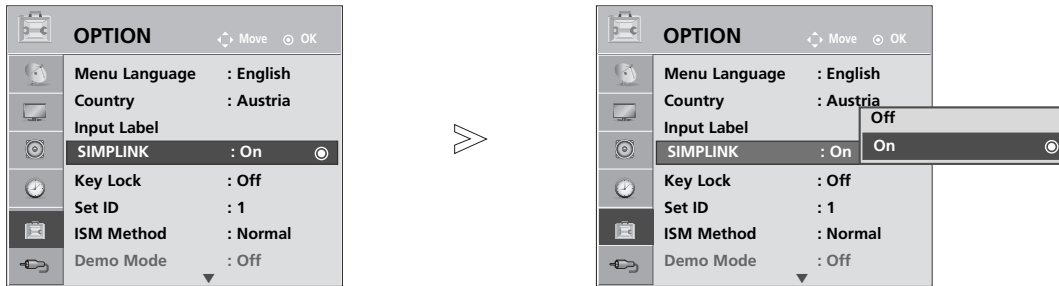 OPTION Move OK
Menu Language : English
Country : Austria
Input Label
SIMPLINK : On
Key Lock : Off
Set ID : 1
ISM Method : Normal
Demo Mode : Off
OPTION Move OK
Menu Language : English
Country : Austria
Input Label
SIMPLINK : On
Key Lock : Off
Set ID : 1
ISM Method : Normal
Demo Mode : Off
Off
On